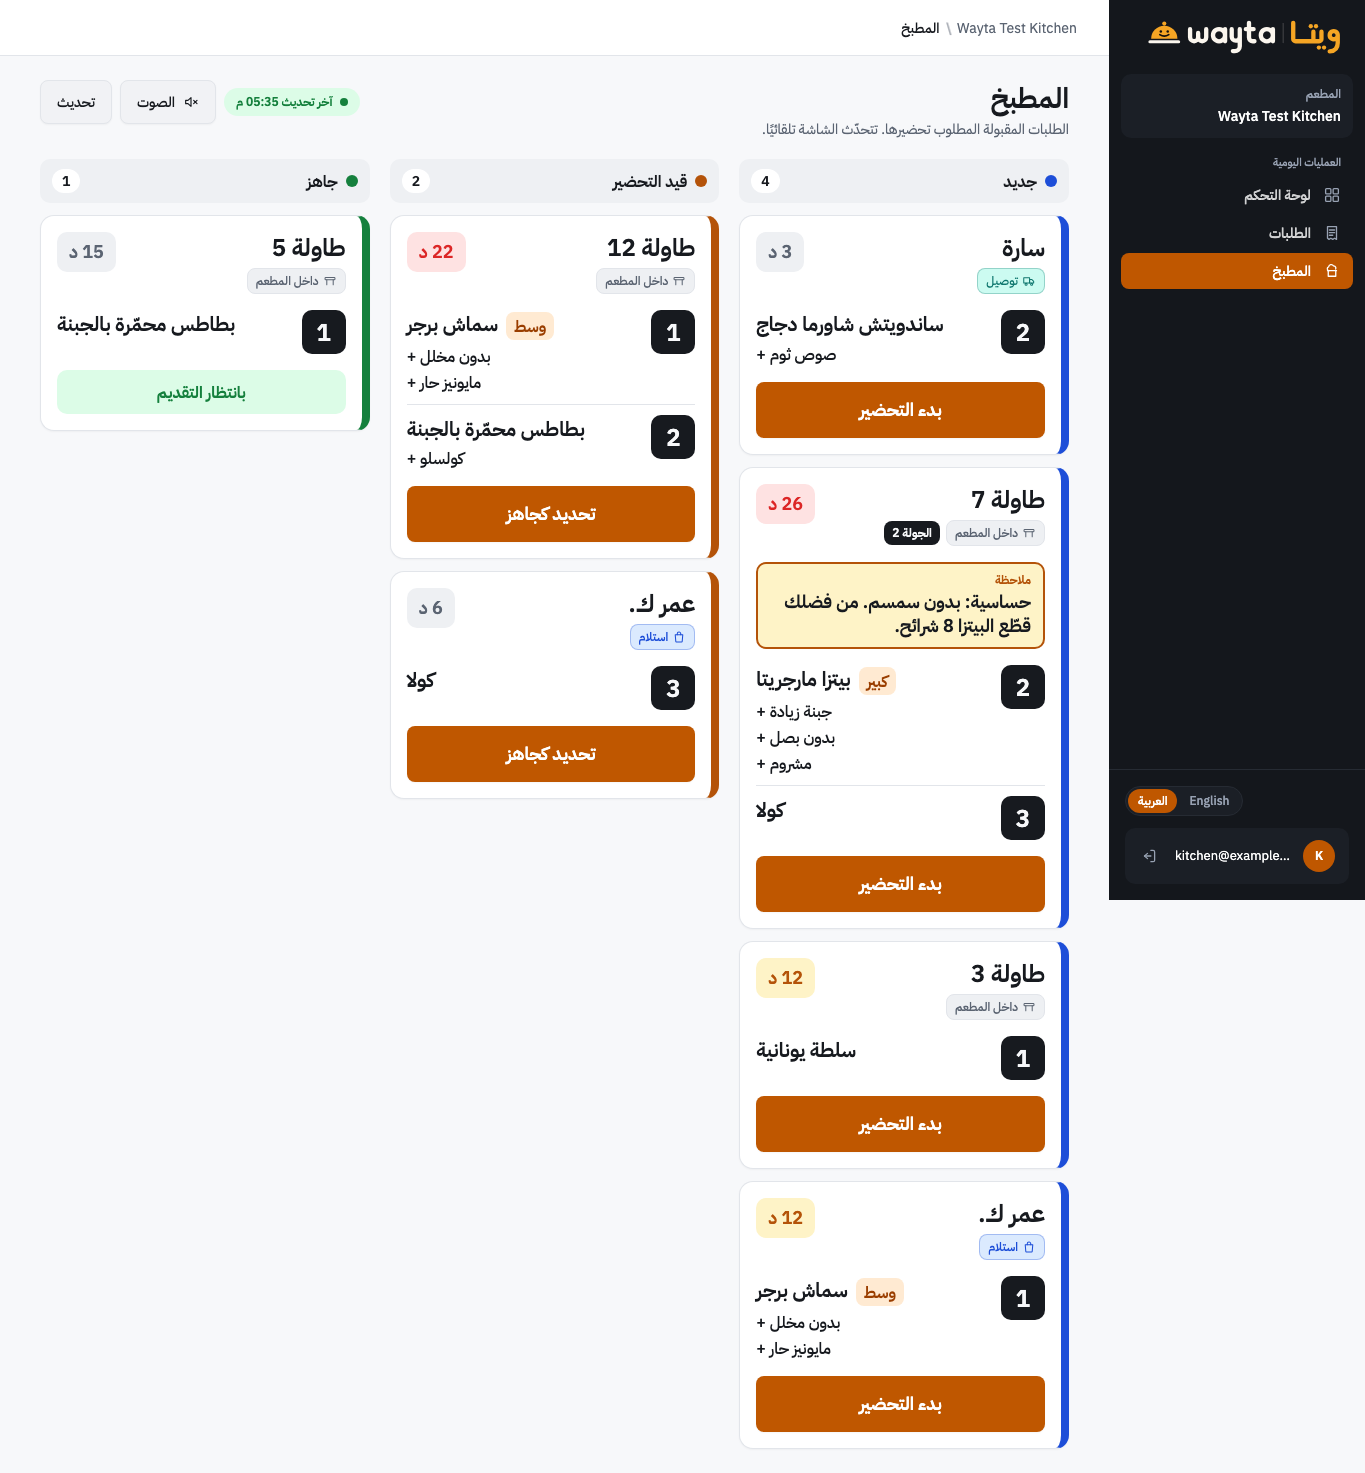 ويتا | wayta
المطعم
Wayta Test Kitchen
العمليات اليومية
لوحة التحكم
الطلبات
المطبخ
English العربية
K kitchen@example...
Wayta Test Kitchen \ المطبخ
المطبخ
الطلبات المقبولة المطلوب تحضيرها. تتحدّث الشاشة تلقائيًا.
آخر تحديث 05:35 م
الصوت
تحديث
جديد 4
سارة 3 د
توصيل
2 ساندويتش شاورما دجاج
صوص ثوم +
بدء التحضير
طاولة 7 26 د
داخل المطعم الجولة 2
ملاحظة
حساسية: بدون سمسم. من فضلك
قطّع البيتزا 8 شرائح.
2 بيتزا مارجريتا كبير
جبنة زيادة +
بدون بصل +
مشروم +
3 كولا
بدء التحضير
طاولة 3 12 د
داخل المطعم
1 سلطة يونانية
بدء التحضير
عمر ك. 12 د
استلام
1 سماش برجر وسط
بدون مخلل +
مايونيز حار +
بدء التحضير
قيد التحضير 2
طاولة 12 22 د
داخل المطعم
1 سماش برجر وسط
بدون مخلل +
مايونيز حار +
2 بطاطس محمّرة بالجبنة
كولسلو +
تحديد كجاهز
عمر ك. 6 د
استلام
3 كولا
تحديد كجاهز
جاهز 1
طاولة 5 15 د
داخل المطعم
1 بطاطس محمّرة بالجبنة
بانتظار التقديم